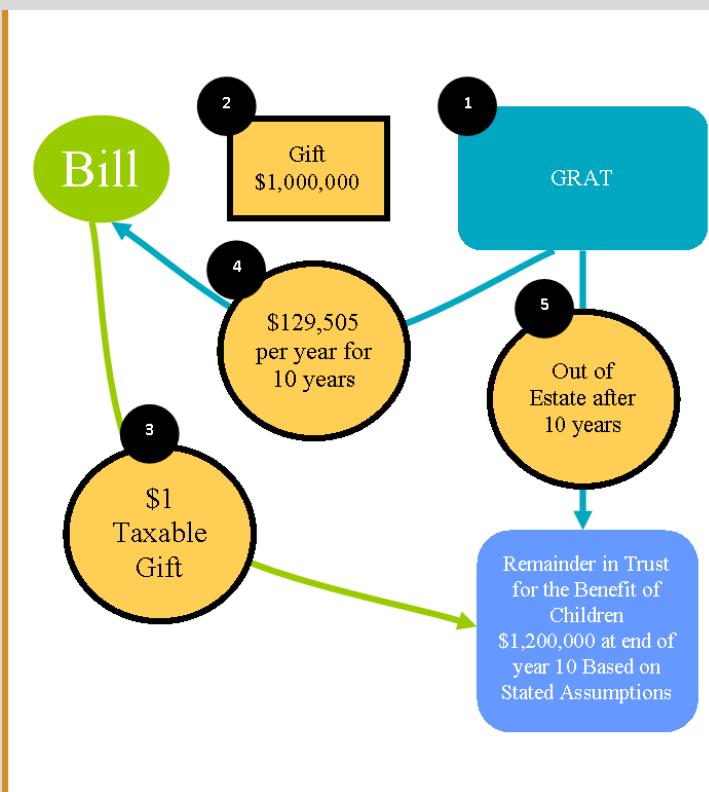 2
1
Bill
Gift
$1,000,000
GRAT
4
$129,505
per year for
10 years
5
Out of
Estate after
10 years
3
$1
Taxable
Gift
Remainder in Trust
for the Benefit of
Children
$1,200,000 at end of
year 10 Based on
Stated Assumptions